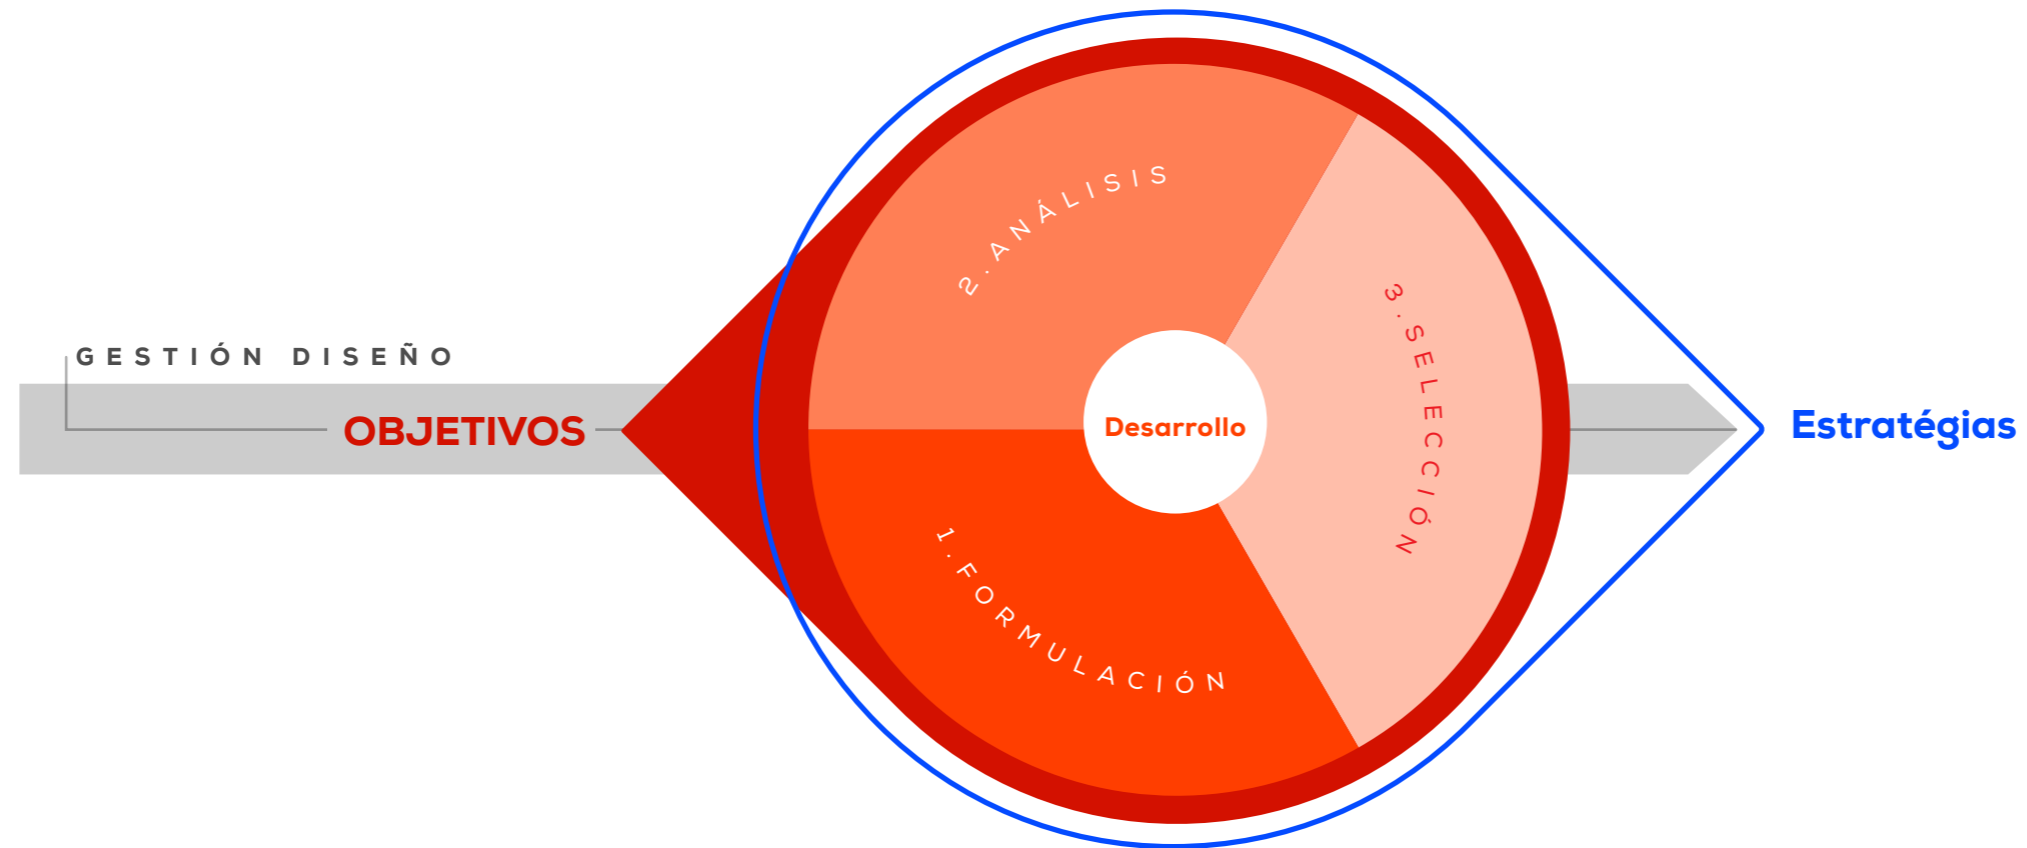 GESTIÓN DISEÑO
OBJETIVOS
2. ANÁLISIS
3. SELECCIÓN
Desarrollo
1. FORMULACIÓN
Estratégias